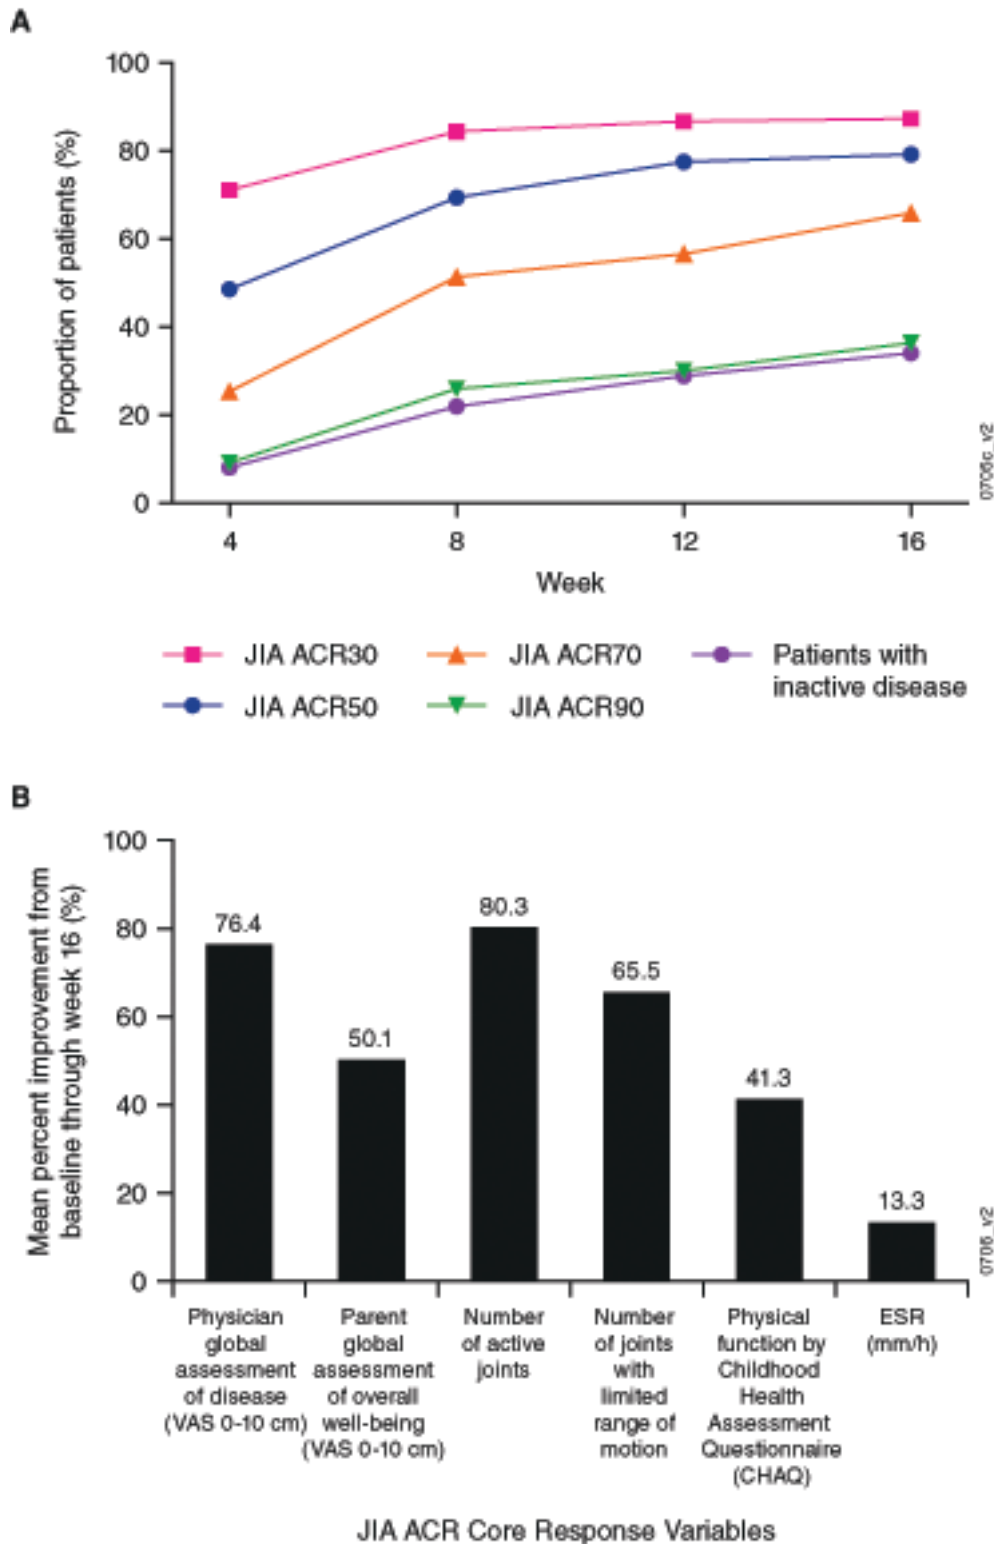 A
100
80
60
40
20
0
Proportion of patients (%)
4 8 12 16
Week
0706c_v2
JIA ACR30
JIA ACR50
JIA ACR70
JIA ACR90
Patients with
inactive disease
B
Mean percent improvement from
baseline through week 16 (%)
100
80
60
40
20
0
76.4
50.1
80.3
65.5
41.3
13.3
0706_v2
Physician
global
assessment
of disease
(VAS 0-10 cm)
Parent
global
assessment
of overall
well-being
(VAS 0-10 cm)
Number
of active
joints
Number
of joints
with
limited
range of
motion
Physical
function by
Childhood
Health
Assessment
Questionnaire
(CHAQ)
ESR
(mm/h)
JIA ACR Core Response Variables